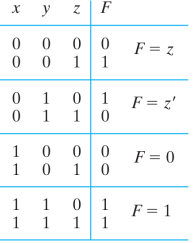 x y z F
0 0 0 0
F = z
0 0 1 1
0 1 0 1
F = z′
0 1 1 0
1 0 0 0
F = 0
1 0 1 0
1 1 0 1
F = 1
1 1 1 1